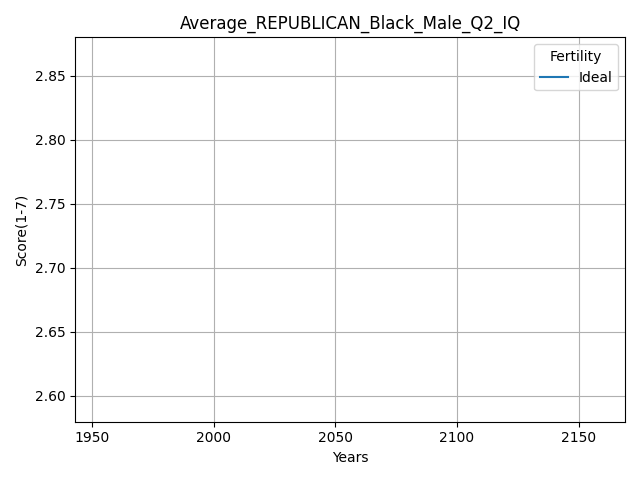 Average_REPUBLICAN_Black_Male_Q2_IQ
Fertility
Ideal
Score(1-7)
2.85
2.80
2.75
2.70
2.65
2.60
1950 2000 2050 2100 2150
Years